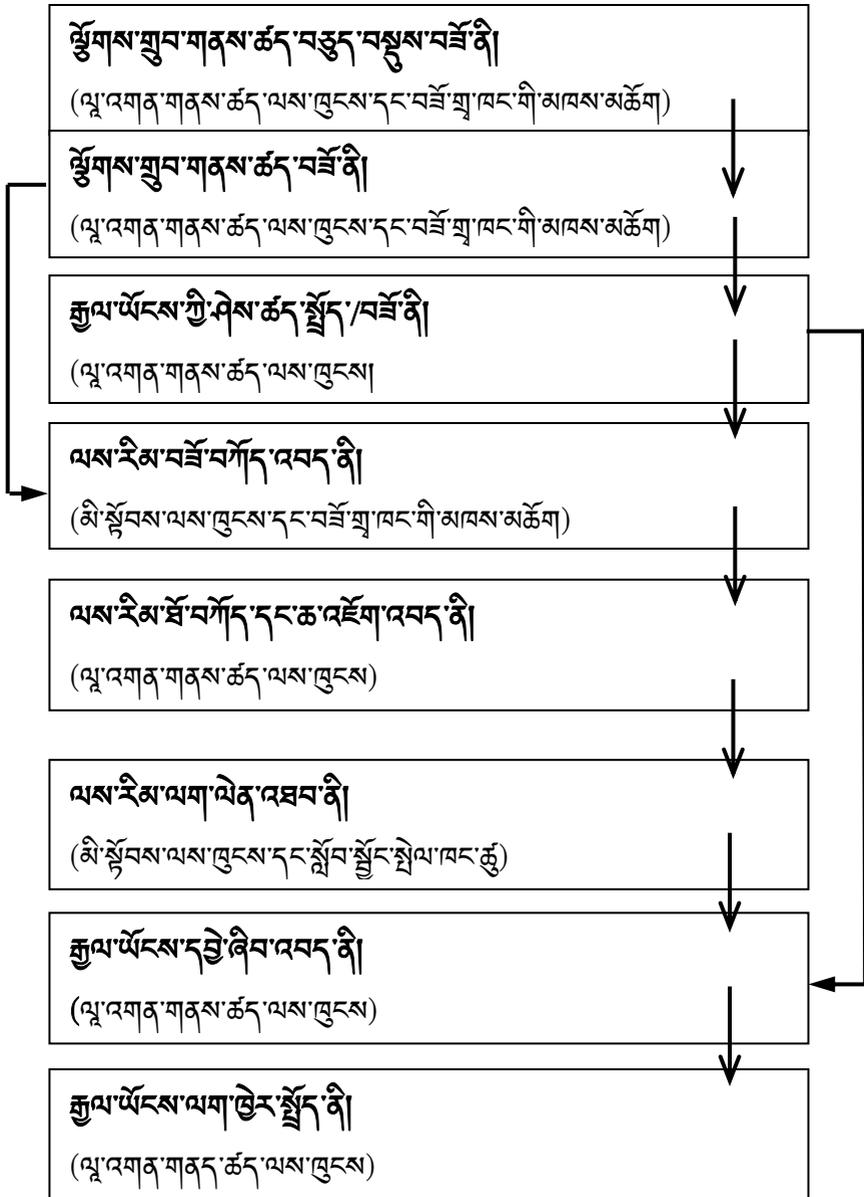 ལྕོགས་གྲུབ་གནས་ཚད་བཅུད་བསྡུས་བཟོ་ནི།
(ལཱ་འགན་གནས་ཚད་ལས་ཁུངས་དང་བཟོ་གྲྭ་ཁང་གི་མཁས་མཆོག)
ལྕོགས་གྲུབ་གནས་ཚད་བཟོ་ནི།
(ལཱ་འགན་གནས་ཚད་ལས་ཁུངས་དང་བཟོ་གྲྭ་ཁང་གི་མཁས་མཆོག)
རྒྱལ་ཡོངས་ཀྱི་ཤེས་ཚད་སྤྲོད་/བཟོ་ནི།
(ལཱ་འགན་གནས་ཚད་ལས་ཁུངས།
ལས་རིམ་བཟོ་བཀོད་འབད་ནི།
(མི་སྟོབས་ལས་ཁུངས་དང་བཟོ་གྲྭ་ཁང་གི་མཁས་མཆོག)
ལས་རིམ་ཐོ་བཀོད་དང་ཆ་འཇོག་འབད་ནི།
(ལཱ་འགན་གནས་ཚད་ལས་ཁུངས)
ལས་རིམ་ལག་ལེན་འཐབ་ནི།
(མི་སྟོབས་ལས་ཁུངས་དང་སློབ་སྦྱོང་སྤེལ་ཁང་ཚུ)
རྒྱལ་ཡོངས་དབྱེ་ཞིབ་འབད་ནི།
(ལཱ་འགན་གནས་ཚད་ལས་ཁུངས)
རྒྱལ་ཡོངས་ལག་ཁྱེར་སྤྲོད་ནི།
(ལཱ་འགན་གནད་ཚད་ལས་ཁུངས)